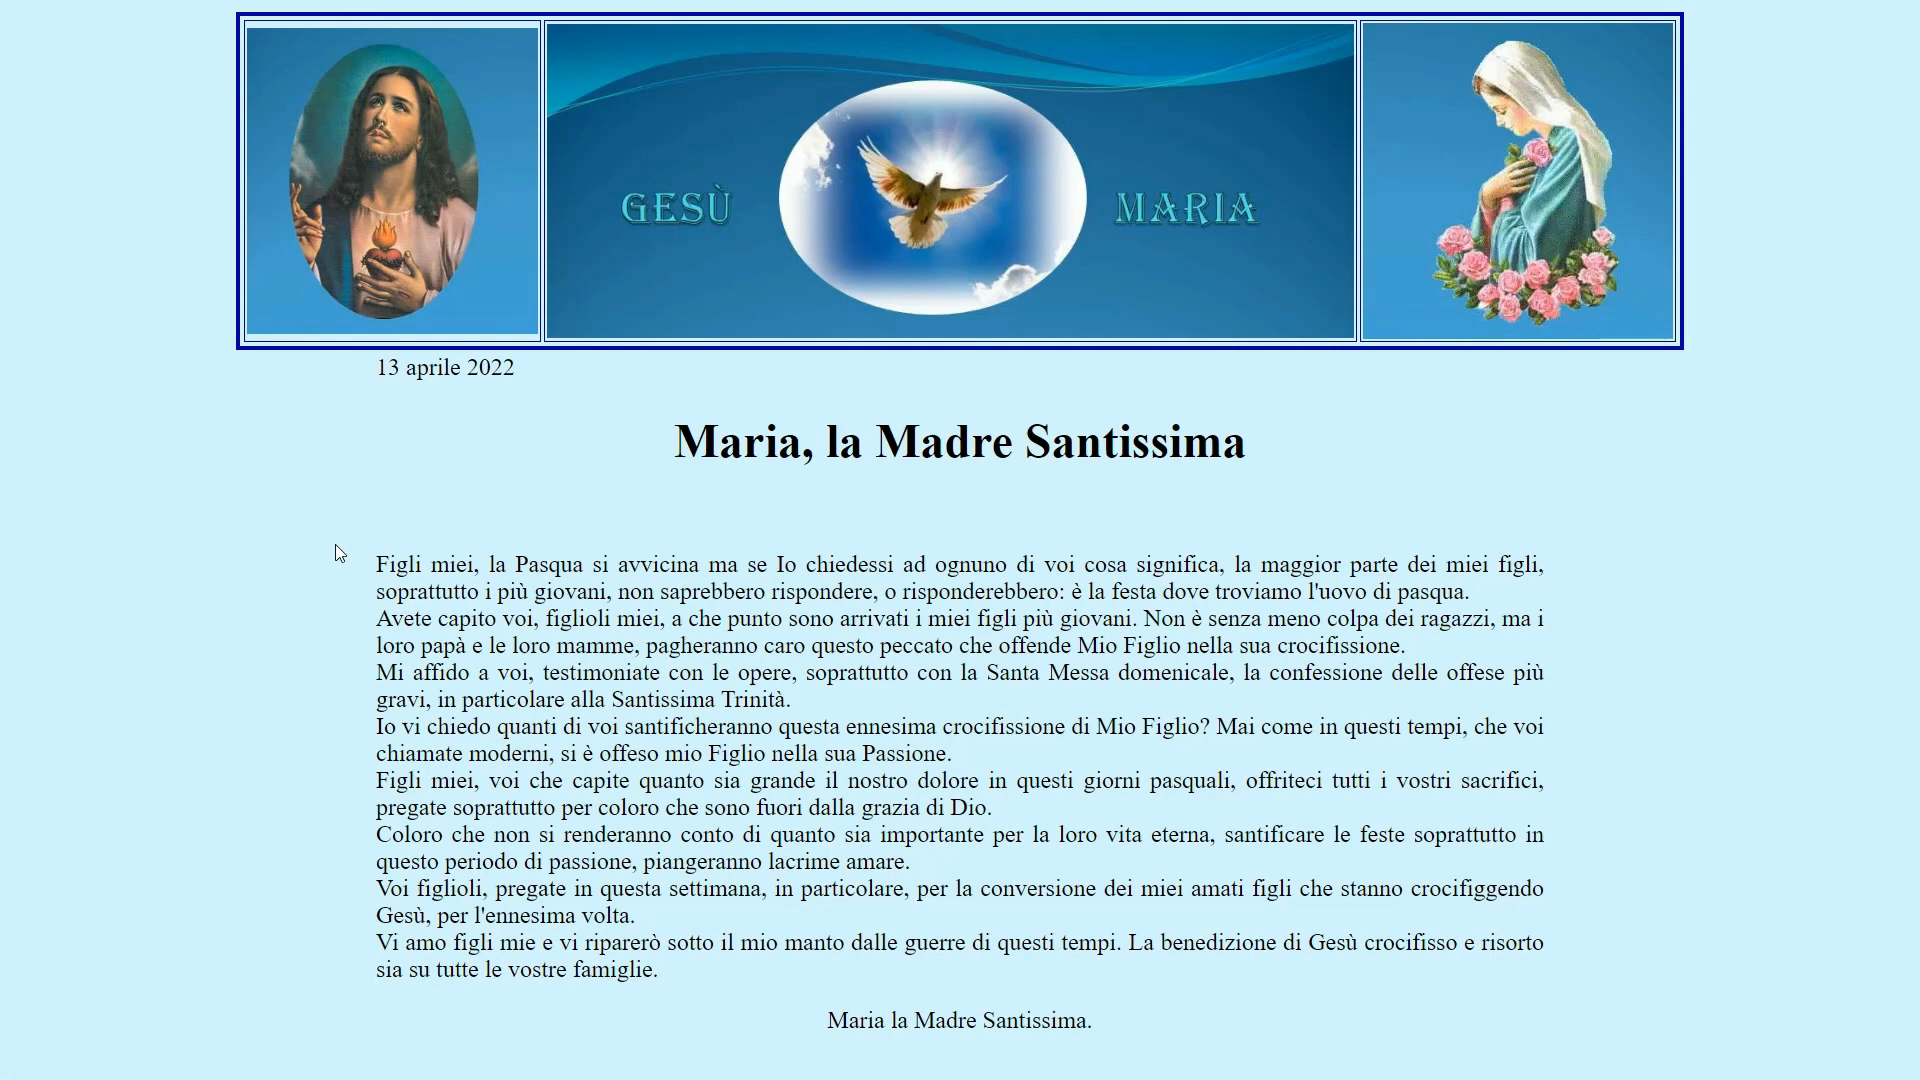 GESÙ MARIA
13 aprile 2022
Maria, la Madre Santissima
Figli miei, la Pasqua si avvicina ma se Io chiedessi ad ognuno di voi cosa significa, la maggior parte dei miei figli,
soprattutto i più giovani, non saprebbero rispondere, o risponderebbero: è la festa dove troviamo l'uovo di pasqua.
Avete capito voi, figlioli miei, a che punto sono arrivati i miei figli più giovani. Non è senza meno colpa dei ragazzi, ma i
loro papà e le loro mamme, pagheranno caro questo peccato che offende Mio Figlio nella sua crocifissione.
Mi affido a voi, testimoniate con le opere, soprattutto con la Santa Messa domenicale, la confessione delle offese più
gravi, in particolare alla Santissima Trinità.
Io vi chiedo quanti di voi santificheranno questa ennesima crocifissione di Mio Figlio? Mai come in questi tempi, che voi
chiamate moderni, si è offeso mio Figlio nella sua Passione.
Figli miei, voi che capite quanto sia grande il nostro dolore in questi giorni pasquali, offriteci tutti i vostri sacrifici,
pregate soprattutto per coloro che sono fuori dalla grazia di Dio.
Coloro che non si renderanno conto di quanto sia importante per la loro vita eterna, santificare le feste soprattutto in
questo periodo di passione, piangeranno lacrime amare.
Voi figlioli, pregate in questa settimana, in particolare, per la conversione dei miei amati figli che stanno crocifiggendo
Gesù, per l'ennesima volta.
Vi amo figli mie e vi riparerò sotto il mio manto dalle guerre di questi tempi. La benedizione di Gesù crocifisso e risorto
sia su tutte le vostre famiglie.
Maria la Madre Santissima.